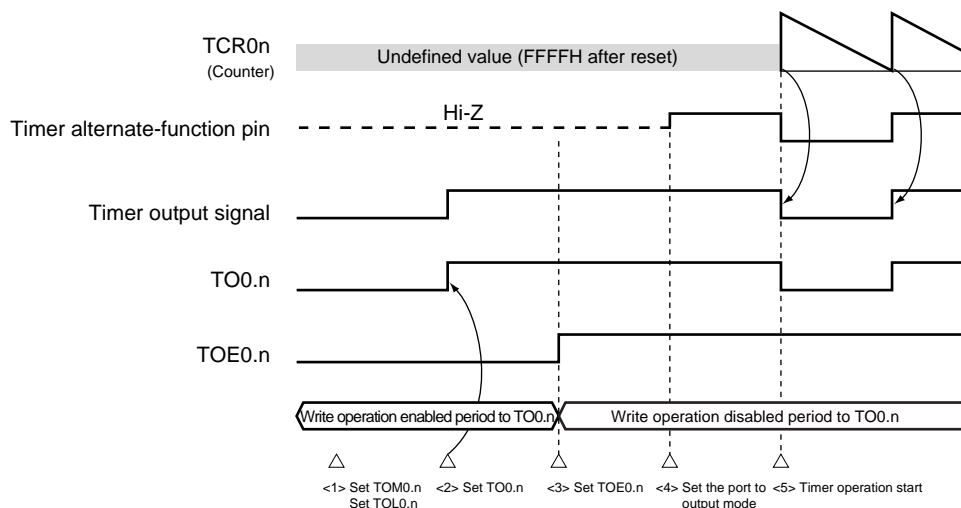 TCR0n
(Counter)
Undefined value (FFFFH after reset)
Timer alternate-function pin
Hi-Z
Timer output signal
TO0.n
TOE0.n
Write operation enabled period to TO0.n
Write operation disabled period to TO0.n
<1> Set TOM0.n
Set TOL0.n
<2> Set TO0.n
<3> Set TOE0.n
<4> Set the port to
output mode
<5> Timer operation start